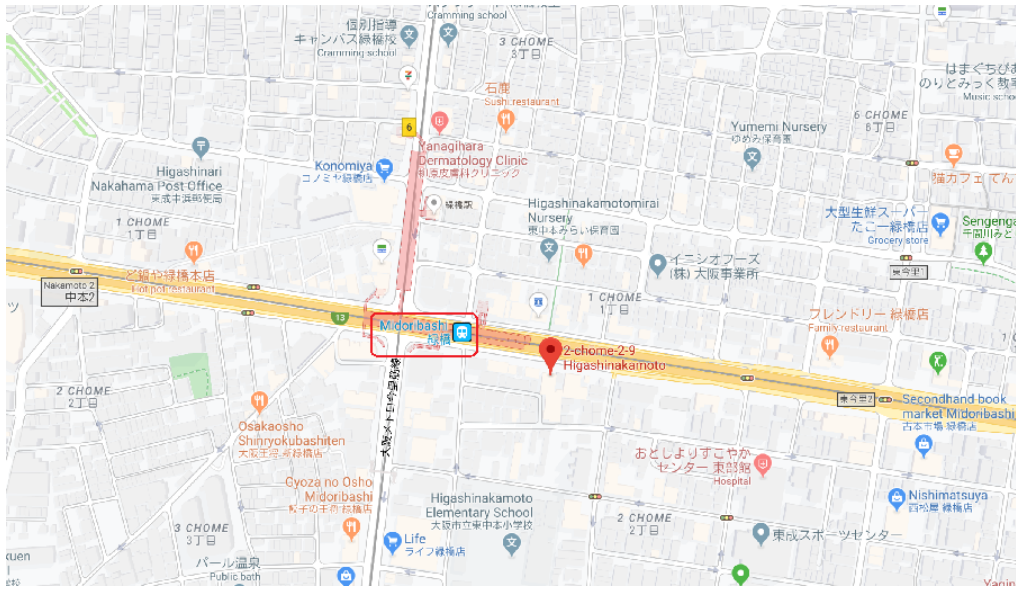 Cramming school
個別指導
キャンパス緑橋校
Cramming school
3 CHOME
3丁目
はまぐちぴあ
のりとみっく教室
Music schoo
6 CHOME
6丁目
石鹿
Sushi restaurant
6
Yumemi Nursery
ゆめみ保育園
Yanagihara
Dermatology Clinic
柳原皮膚科クリニック
Konomiya
コノミヤ緑橋店
Higashinari
Nakahama Post Office
東成中浜郵便局
猫カフェ てん
緑橋駅
Higashinakamotomirai
Nursery
東中本みらい保育園
大型生鮮スーパー
たこ一緑橋店
Grocery store
Sengenga
千間川みど
1 CHOME
1丁目
イニシオフーズ
(株) 大阪事業所
東今里1
ど鍋や緑橋本店
Hot pot restaurant
Nakamoto 2
中本2
ツ
1 CHOME
1丁目
13
フレンドリー 緑橋店
Family restaurant
Midoribashi
緑橋
2-chome-2-9
Higashinakamoto
2 CHOME
2丁目
大阪メトロ今里筋線
東今里2
Secondhand book
market Midoribashi
古本市場 緑橋店
Osakaosho
Shinryokubashiten
大阪王将 新緑橋店
おとしよりすこやか
センター 東部館
Hospital
Gyoza no Osho
Midoribashi
餃子の王将 緑橋店
Higashinakamoto
Elementary School
大阪市立東中本小学校
Nishimatsuya
西松屋 緑橋店
2 CHOME
2丁目
3 CHOME
3丁目
東成スポーツセンター
Life
ライフ緑橋店
パール温泉
Public bath
kuen
Yagin